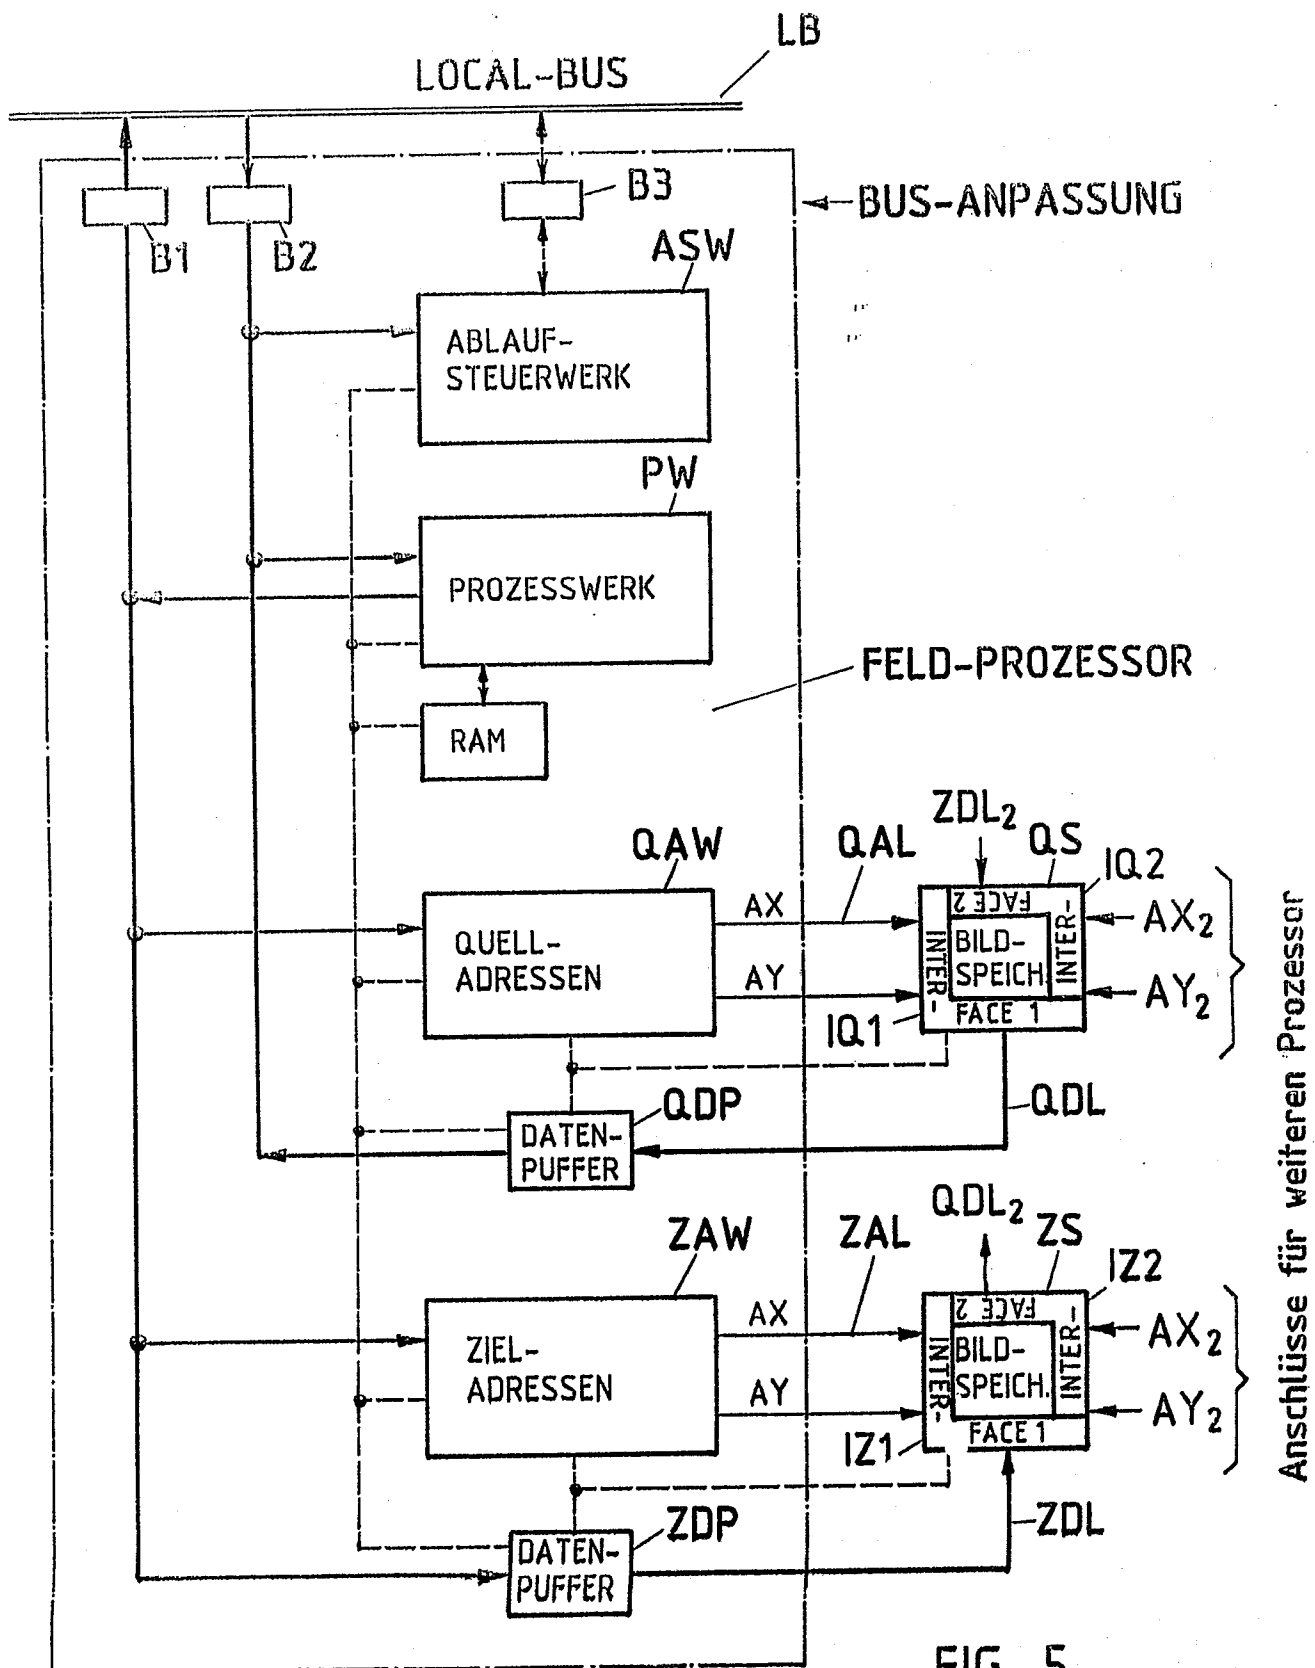 LB
LOCAL-BUS
B3
BUS-ANPASSUNG
B1
B2
ASW
ABLAUF-
STEUERWERK
PW
PROZESSWERK
FELD-PROZESSOR
RAM
ZDL2
QAW
QAL
QS
IQ2
AX
FACE 2
AX2
QUELL-
ADRESSEN
INTER-
BILD-
SPEICH.
INTER-
AY
AY2
FACE 1
IQ1
QDP
QDL
DATEN-
PUFFER
QDL2
ZAW
ZAL
ZS
IZ2
AX
FACE 2
AX2
ZIEL-
ADRESSEN
INTER-
BILD-
SPEICH.
INTER-
AY
AY2
FACE 1
IZ1
ZDP
ZDL
DATEN-
PUFFER
Anschlüsse für weiteren Prozessor
FIG. 5